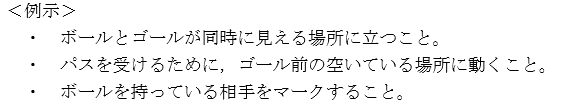 ＜例示＞
・ ボールとゴールが同時に見える場所に立つこと。
・ パスを受けるために，ゴール前の空いている場所に動くこと。
・ ボールを持っている相手をマークすること。